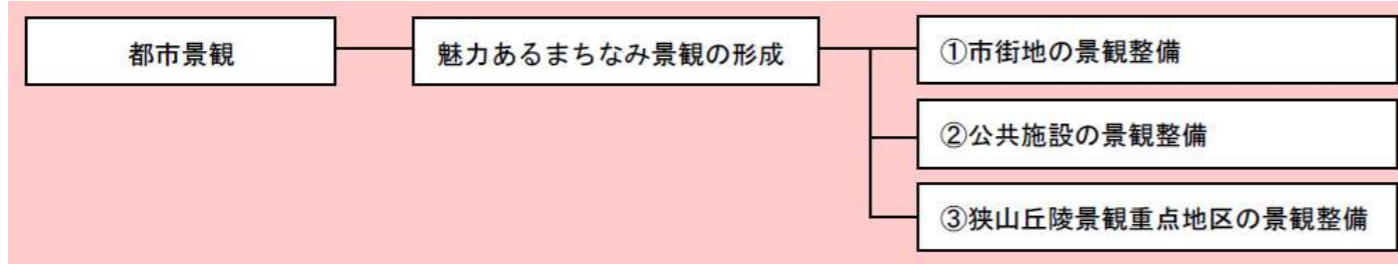 都市景観
魅力あるまちなみ景観の形成
①市街地の景観整備
②公共施設の景観整備
③狭山丘陵景観重点地区の景観整備